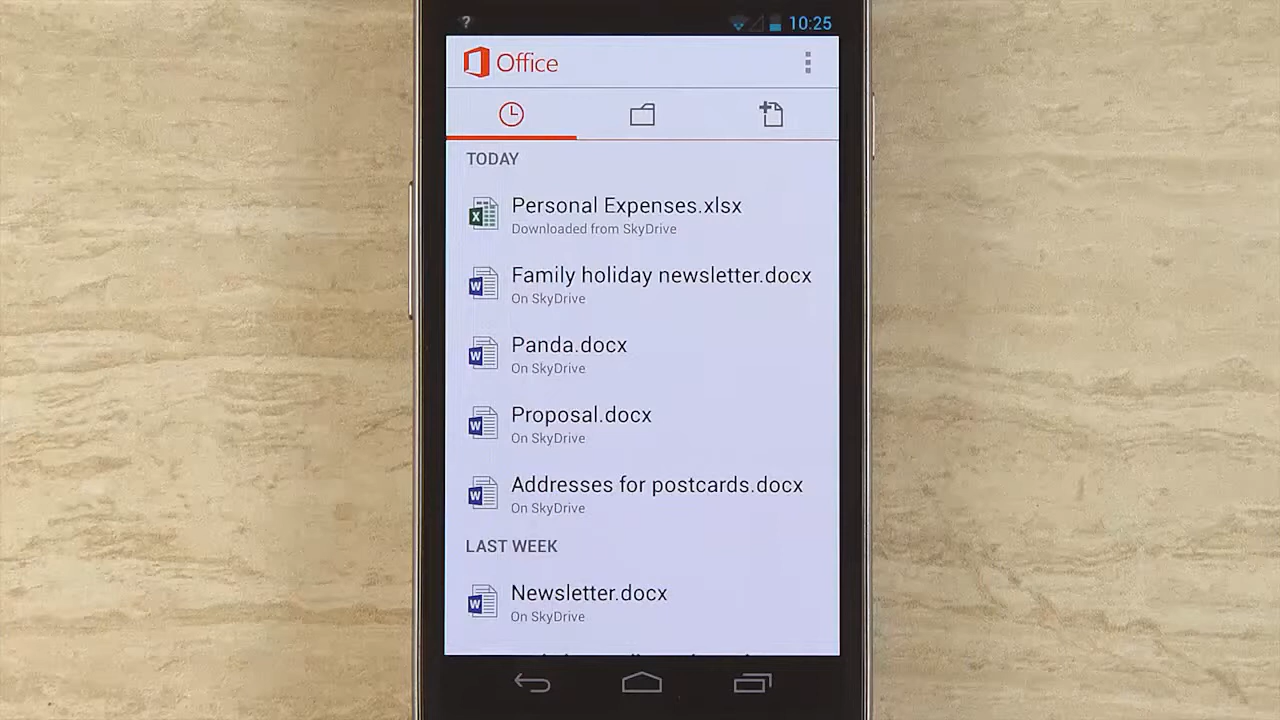 ?
10:25
Office
TODAY
Personal Expenses.xlsx
Downloaded from SkyDrive
Family holiday newsletter.docx
On SkyDrive
Panda.docx
On SkyDrive
Proposal.docx
On SkyDrive
Addresses for postcards.docx
On SkyDrive
LAST WEEK
Newsletter.docx
On SkyDrive